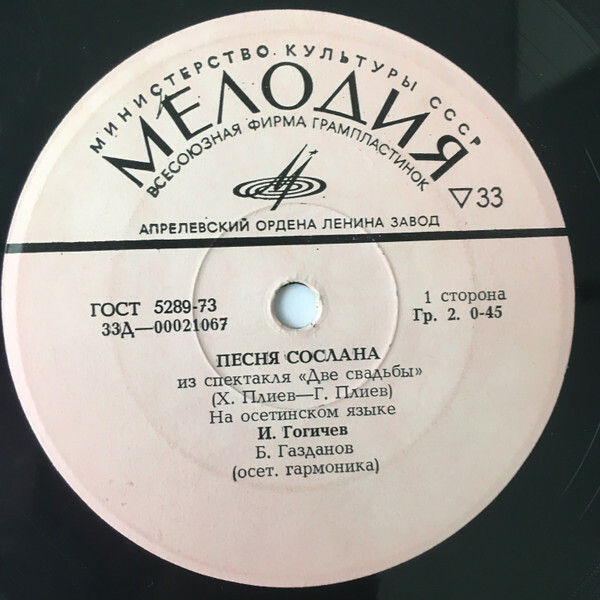 МИНИСТЕРСТВО КУЛЬТУРЫ СССР
МЕЛОДИЯ
ВСЕСОЮЗНАЯ ФИРМА ГРАМПЛАСТИНОК
▽33
АПРЕЛЕВСКИЙ ОРДЕНА ЛЕНИНА ЗАВОД
ГОСТ 5289-73
33Д—00021067
1 сторона
Гр. 2. 0-45
ПЕСНЯ СОСЛАНА
из спектакля «Две свадьбы»
(Х. Плиев—Г. Плиев)
На осетинском языке
И. Гогичев
Б. Газданов
(осет. гармоника)